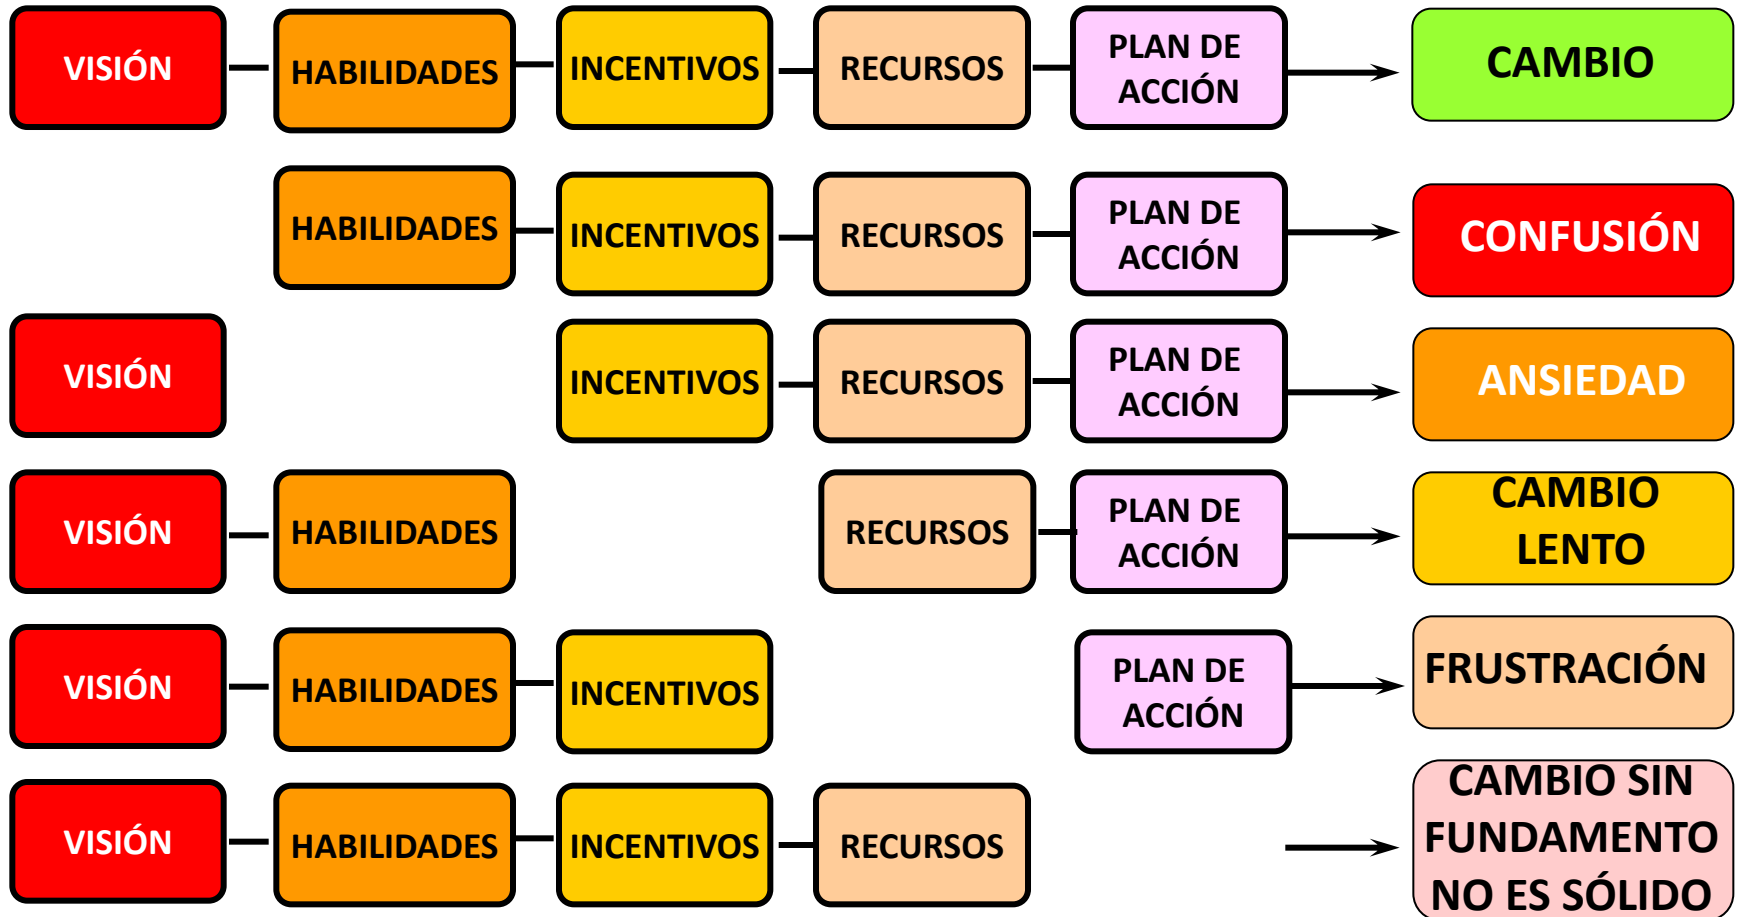 VISIÓN
HABILIDADES
INCENTIVOS
RECURSOS
PLAN DE
ACCIÓN
CAMBIO
HABILIDADES
INCENTIVOS
RECURSOS
PLAN DE
ACCIÓN
CONFUSIÓN
VISIÓN
INCENTIVOS
RECURSOS
PLAN DE
ACCIÓN
ANSIEDAD
VISIÓN
HABILIDADES
RECURSOS
PLAN DE
ACCIÓN
CAMBIO
LENTO
VISIÓN
HABILIDADES
INCENTIVOS
PLAN DE
ACCIÓN
FRUSTRACIÓN
VISIÓN
HABILIDADES
INCENTIVOS
RECURSOS
CAMBIO SIN
FUNDAMENTO
NO ES SÓLIDO